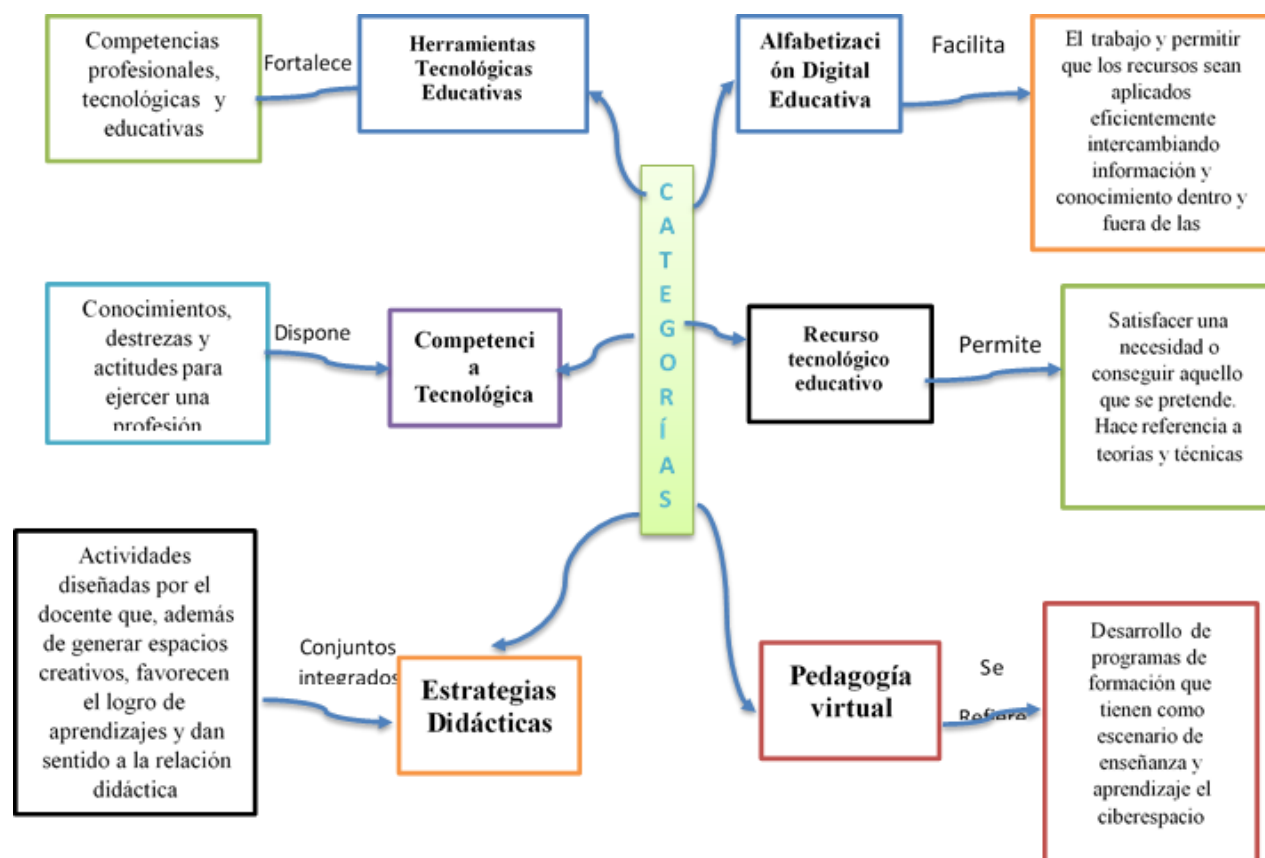 Competencias
profesionales,
tecnológicas y
educativas
Fortalece
Herramientas
Tecnológicas
Educativas
Alfabetizaci
ón Digital
Educativa
Facilita
El trabajo y permitir
que los recursos sean
aplicados
eficientemente
intercambiando
información y
conocimiento dentro y
fuera de las
CATEGORÍAS
Conocimientos,
destrezas y
actitudes para
ejercer una
profesión
Dispone
Competenci
a
Tecnológica
Recurso
tecnológico
educativo
Permite
Satisfacer una
necesidad o
conseguir aquello
que se pretende.
Hace referencia a
teorías y técnicas
Actividades
diseñadas por el
docente que, además
de generar espacios
creativos, favorecen
el logro de
aprendizajes y dan
sentido a la relación
didáctica
Conjuntos
integrados
Estrategias
Didácticas
Pedagogía
virtual
Se
Refiere
Desarrollo de
programas de
formación que
tienen como
escenario de
enseñanza y
aprendizaje el
ciberespacio